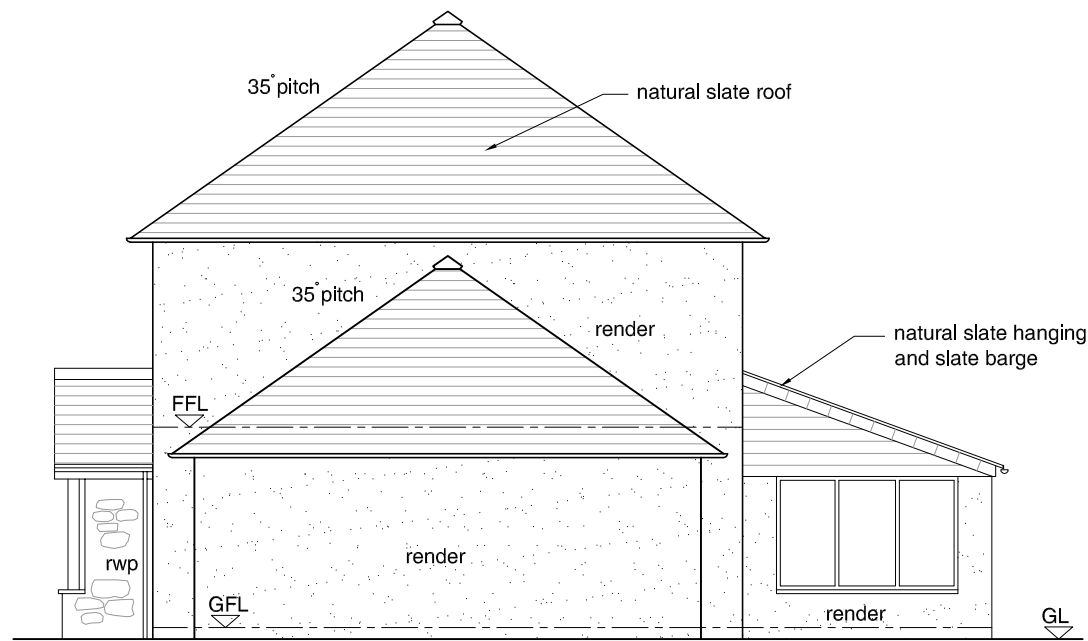 35° pitch
natural slate roof
35° pitch
render
natural slate hanging
and slate barge
FFL
render
rwp
GFL
render
GL